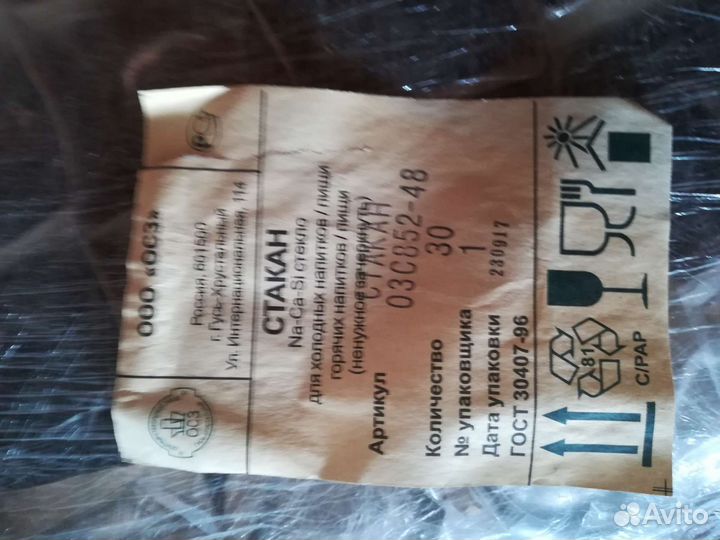 ООО «ОСЗ»
Россия, 601500
г. Гусь-Хрустальный
Ул. Интернациональная, 114
ОСЗ
СТАКАН
Na-Ca-Si стекло
для холодных напитков / пищи
горячих напитков / пищи
(ненужное зачеркнуть)
СТАКАН
Артикул 03С852-48
Количество 30
№ упаковщика 1
Дата упаковки 230917
ГОСТ 30407-96
81
C/PAP
Avito